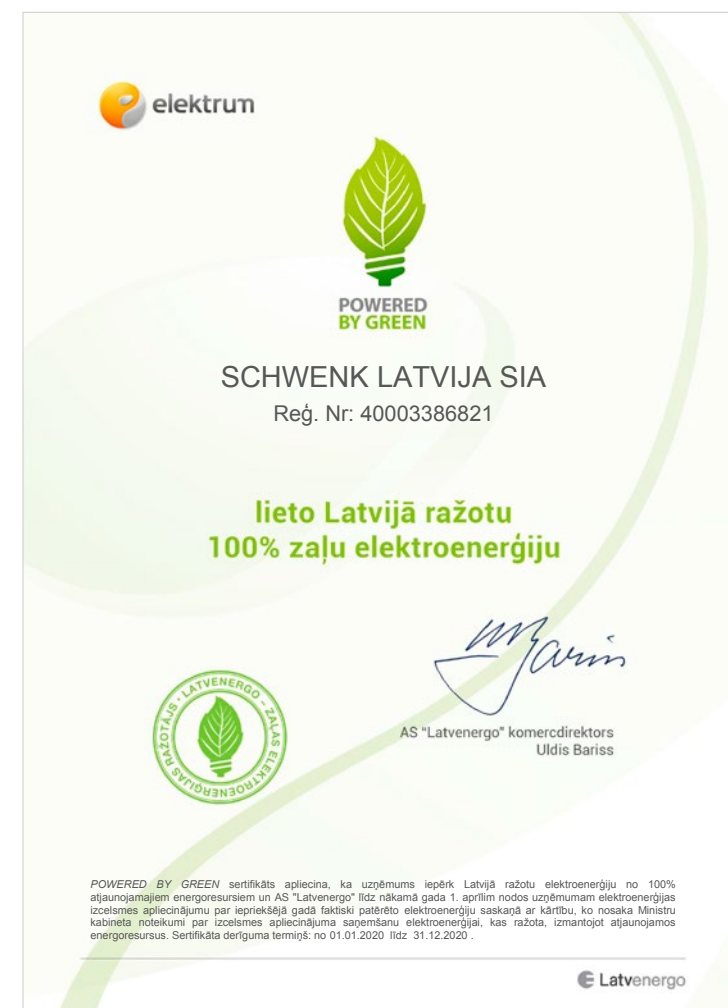 elektrum
POWERED
BY GREEN
SCHWENK LATVIJA SIA
Reģ. Nr: 40003386821
lieto Latvijā ražotu
100% zaļu elektroenerģiju
LATVENERGO – ZAĻAS ELEKTROENERĢIJAS RAŽOTĀJS •
AS "Latvenergo" komercdirektors
Uldis Bariss
POWERED BY GREEN sertifikāts apliecina, ka uzņēmums iepērk Latvijā ražotu elektroenerģiju no 100%
atjaunojamajiem energoresursiem un AS "Latvenergo" līdz nākamā gada 1. aprīlim nodos uzņēmumam elektroenerģijas
izcelsmes apliecinājumu par iepriekšējā gadā faktiski patērēto elektroenerģiju saskaņā ar kārtību, ko nosaka Ministru
kabineta noteikumi par izcelsmes apliecinājuma saņemšanu elektroenerģijai, kas ražota, izmantojot atjaunojamos
energoresursus. Sertifikāta derīguma termiņš: no 01.01.2020 līdz 31.12.2020 .
Latvenergo